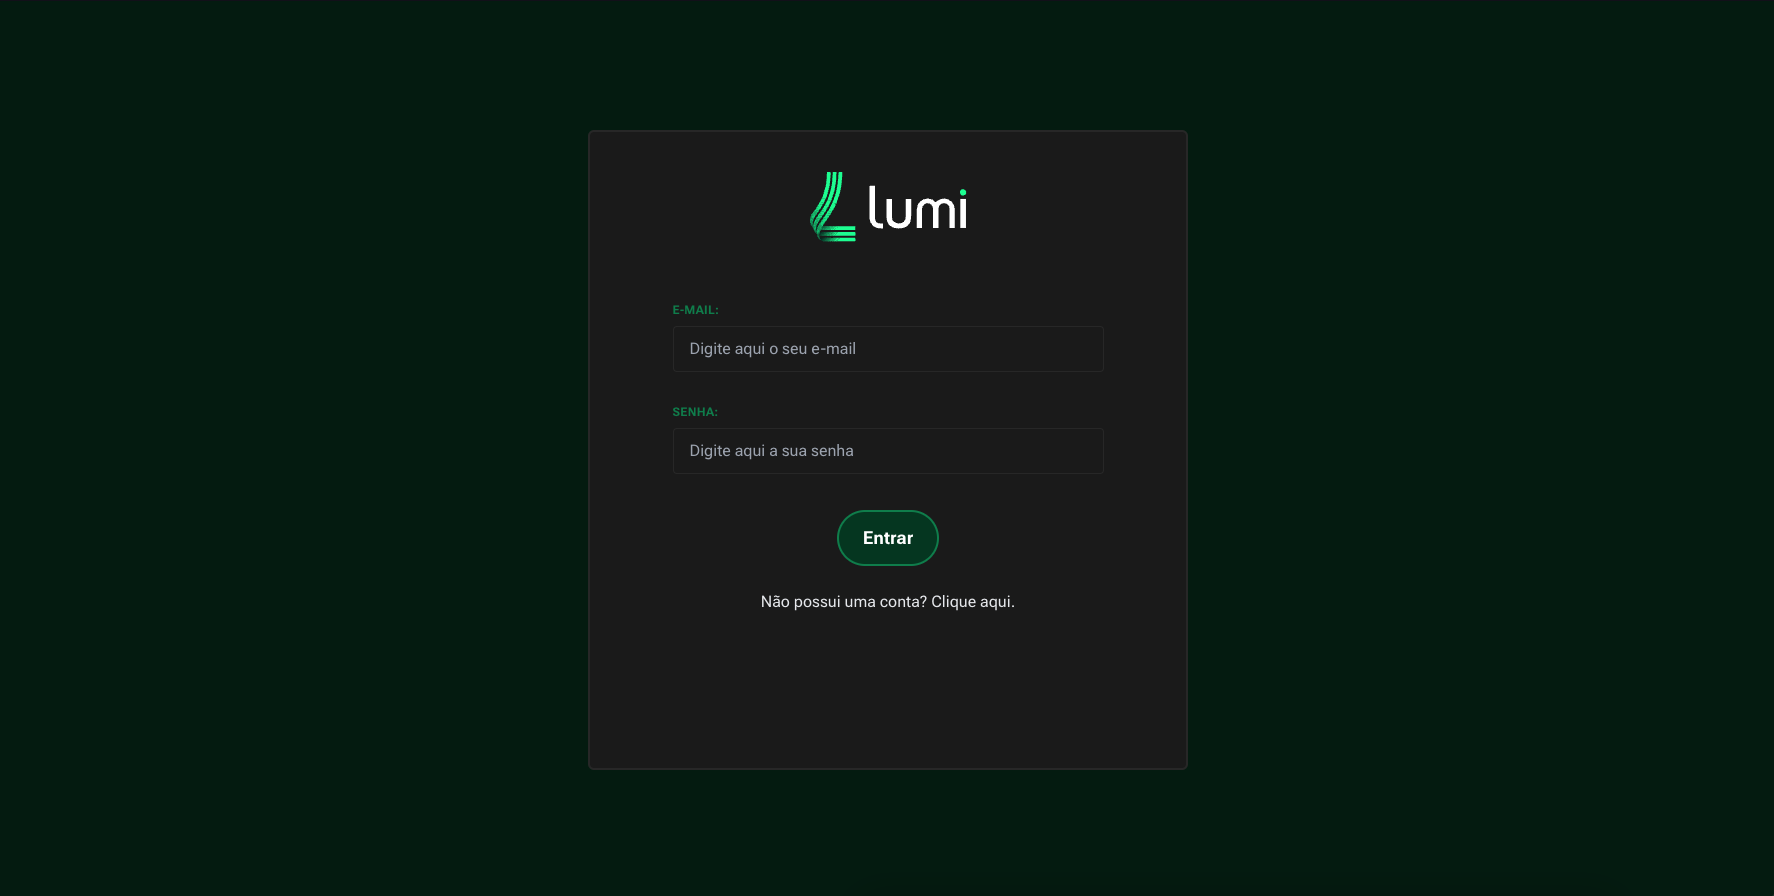 lumi
E-MAIL:
Digite aqui o seu e-mail
SENHA:
Digite aqui a sua senha
Entrar
Não possui uma conta? Clique aqui.